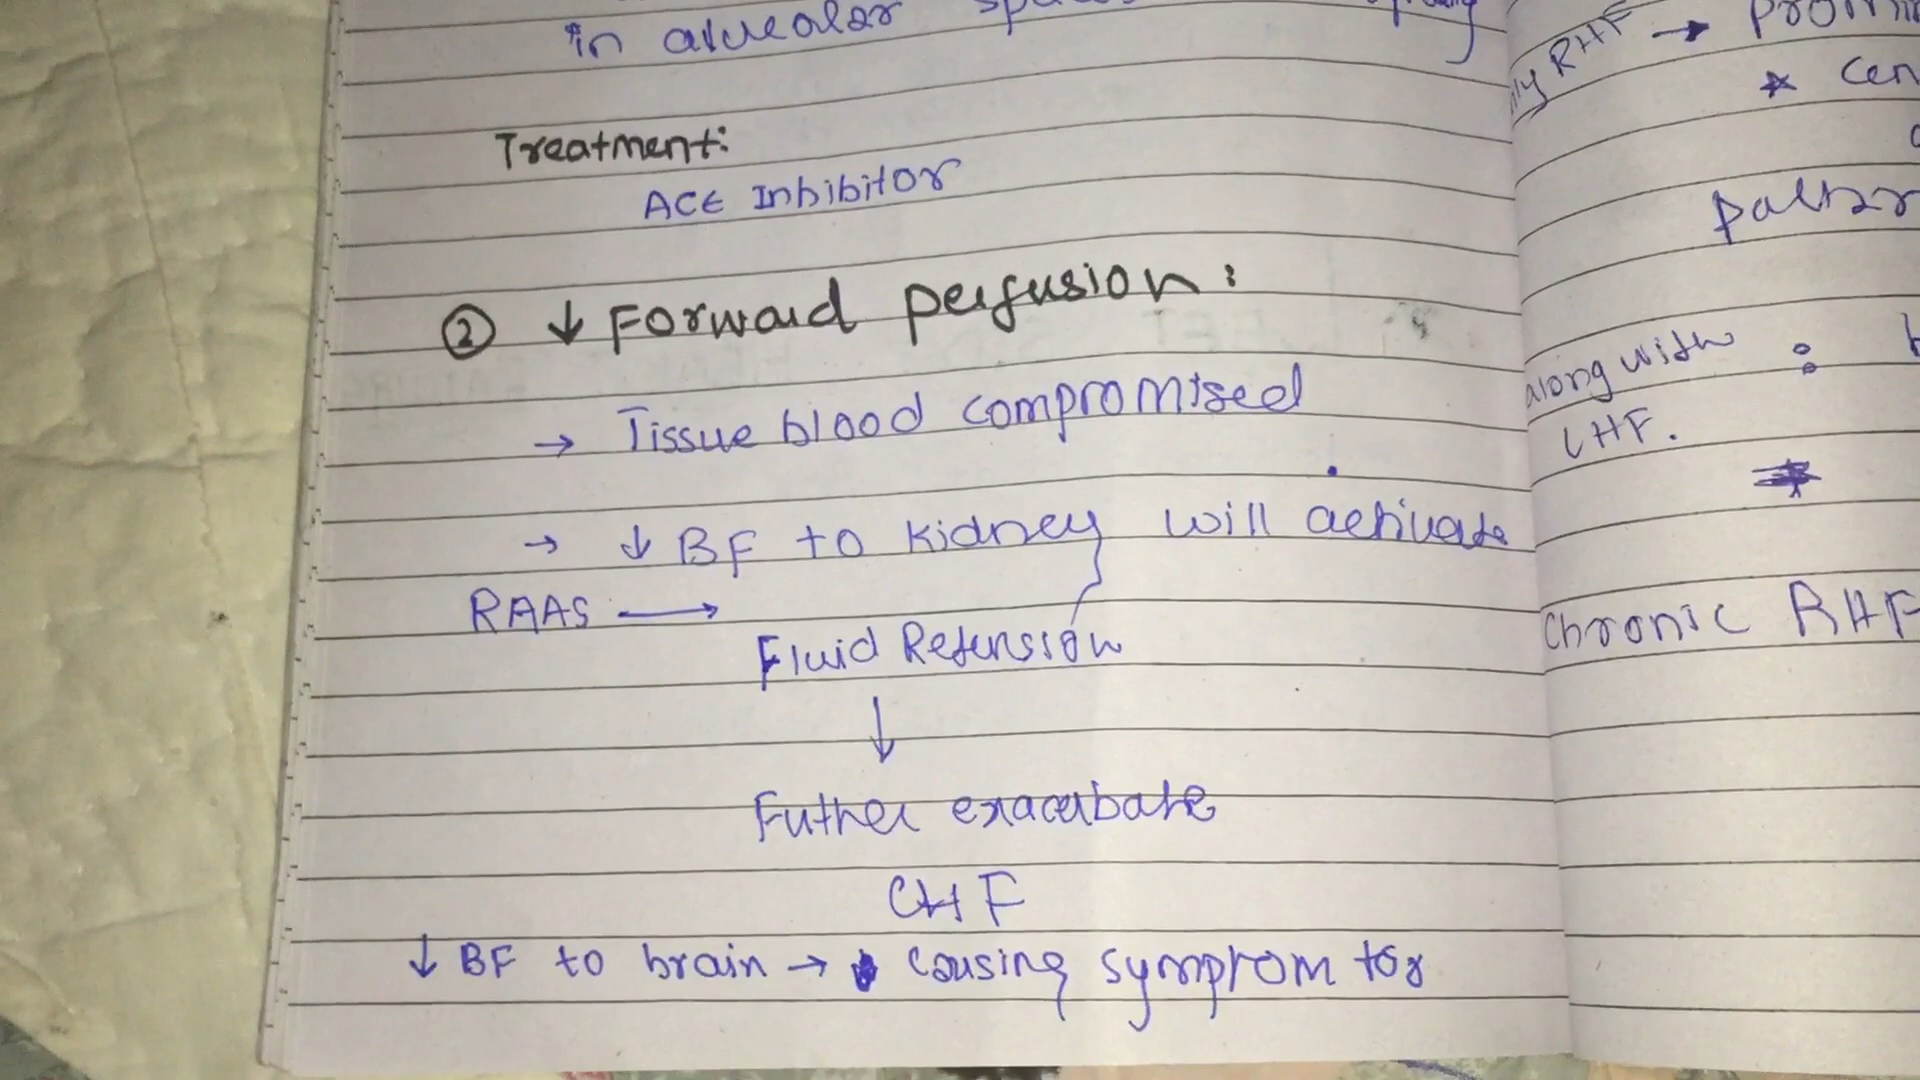 in alveolar
Treatment:
ACE Inhibitor
② ↓ Forward perfusion:
→ Tissue blood compromised
→ ↓ BF to kidney will activate
RAAS →
Fluid Retension
↓
Futher exacerbate
CHF
↓ BF to brain → causing symptom for
RHF →
★ Cen
along with :
LHF.
Chronic RHF